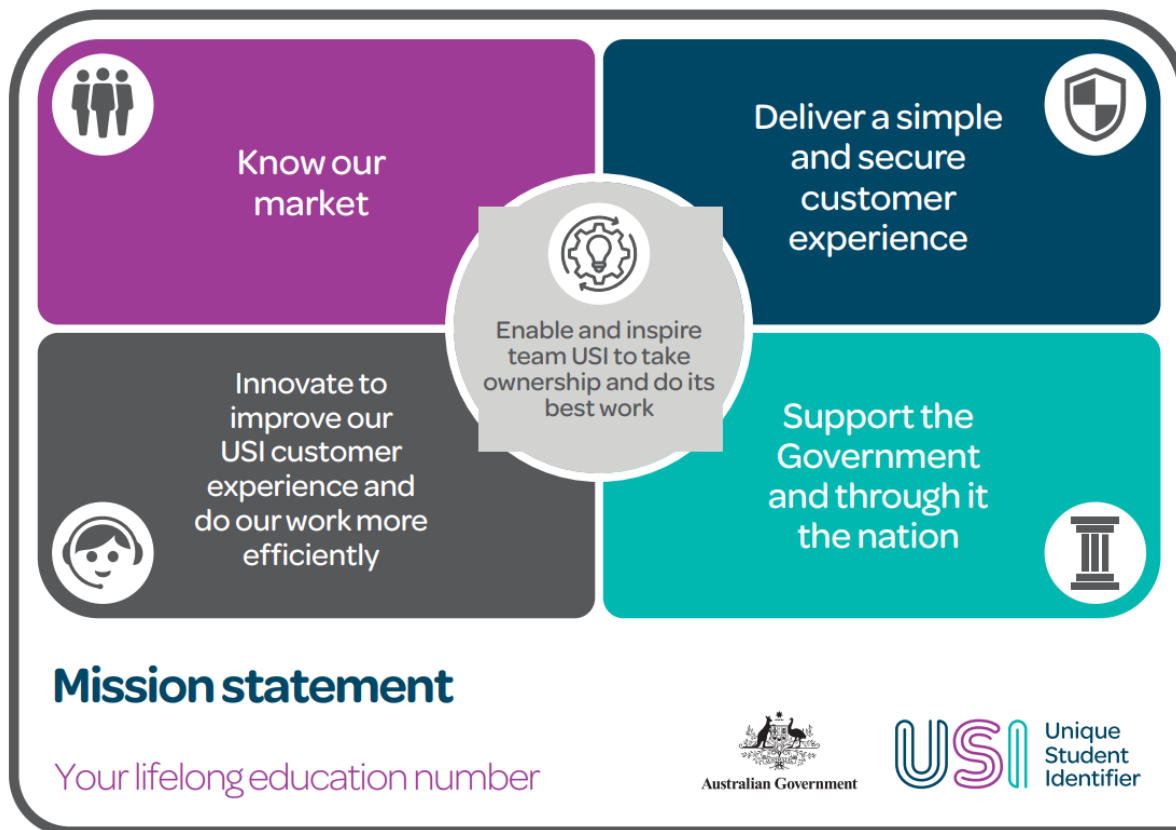 Know our
market
Deliver a simple
and secure
customer
experience
Enable and inspire
team USI to take
ownership and do its
best work
Innovate to
improve our
USI customer
experience and
do our work more
efficiently
Support the
Government
and through it
the nation
Mission statement
Your lifelong education number
Australian Government
USI
Unique
Student
Identifier